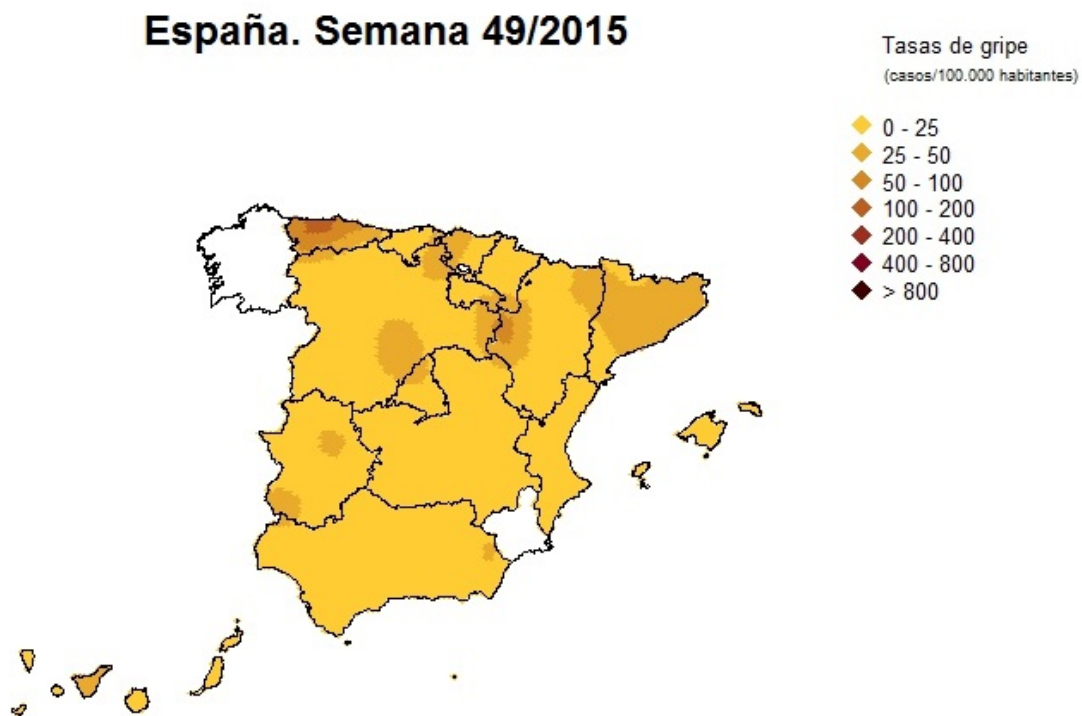 España. Semana 49/2015
Tasas de gripe
(casos/100.000 habitantes)
0 - 25
25 - 50
50 - 100
100 - 200
200 - 400
400 - 800
> 800